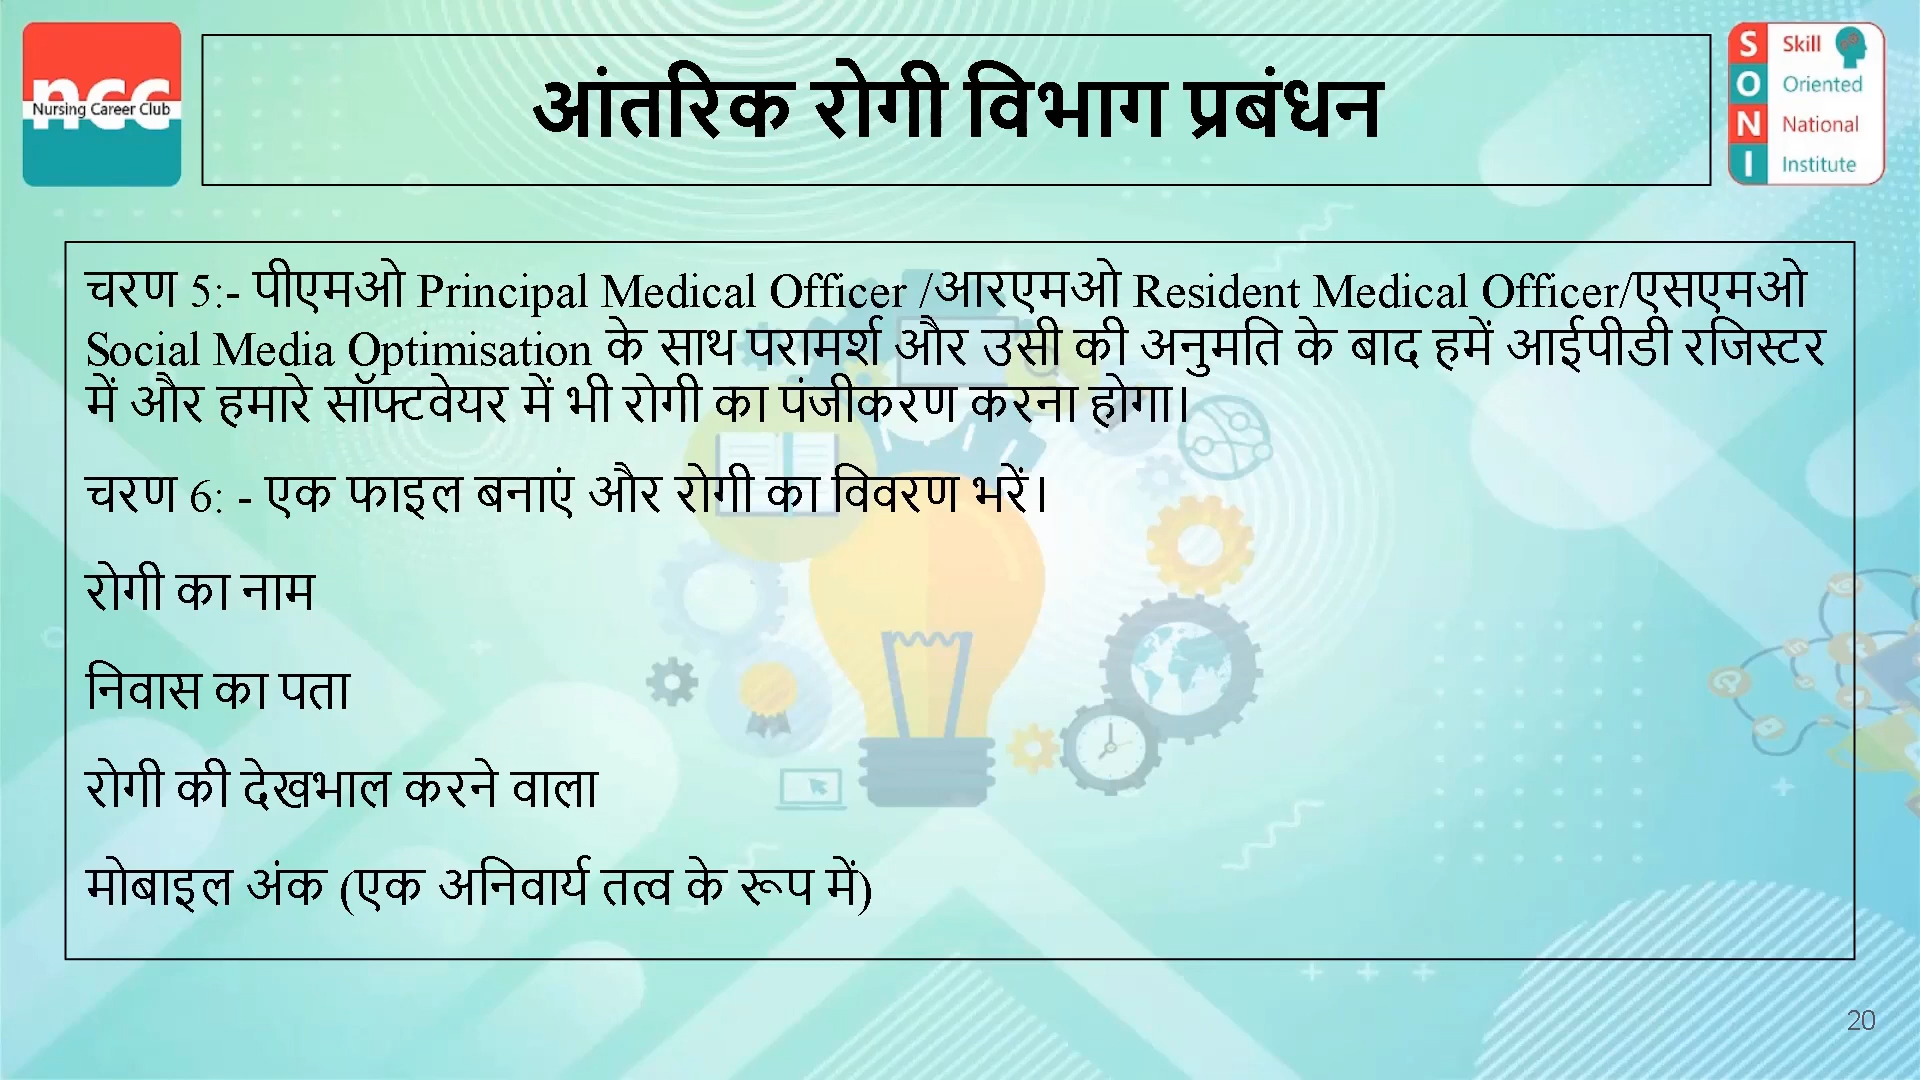 ncc
Nursing Career Club
आंतरिक रोगी विभाग प्रबंधन
S Skill
O Oriented
N National
I Institute
चरण 5:- पीएमओ Principal Medical Officer /आरएमओ Resident Medical Officer/एसएमओ
Social Media Optimisation के साथ परामर्श और उसी की अनुमति के बाद हमें आईपीडी रजिस्टर
में और हमारे सॉफ्टवेयर में भी रोगी का पंजीकरण करना होगा।
चरण 6: - एक फाइल बनाएं और रोगी का विवरण भरें।
रोगी का नाम
निवास का पता
रोगी की देखभाल करने वाला
मोबाइल अंक (एक अनिवार्य तत्व के रूप में)
20